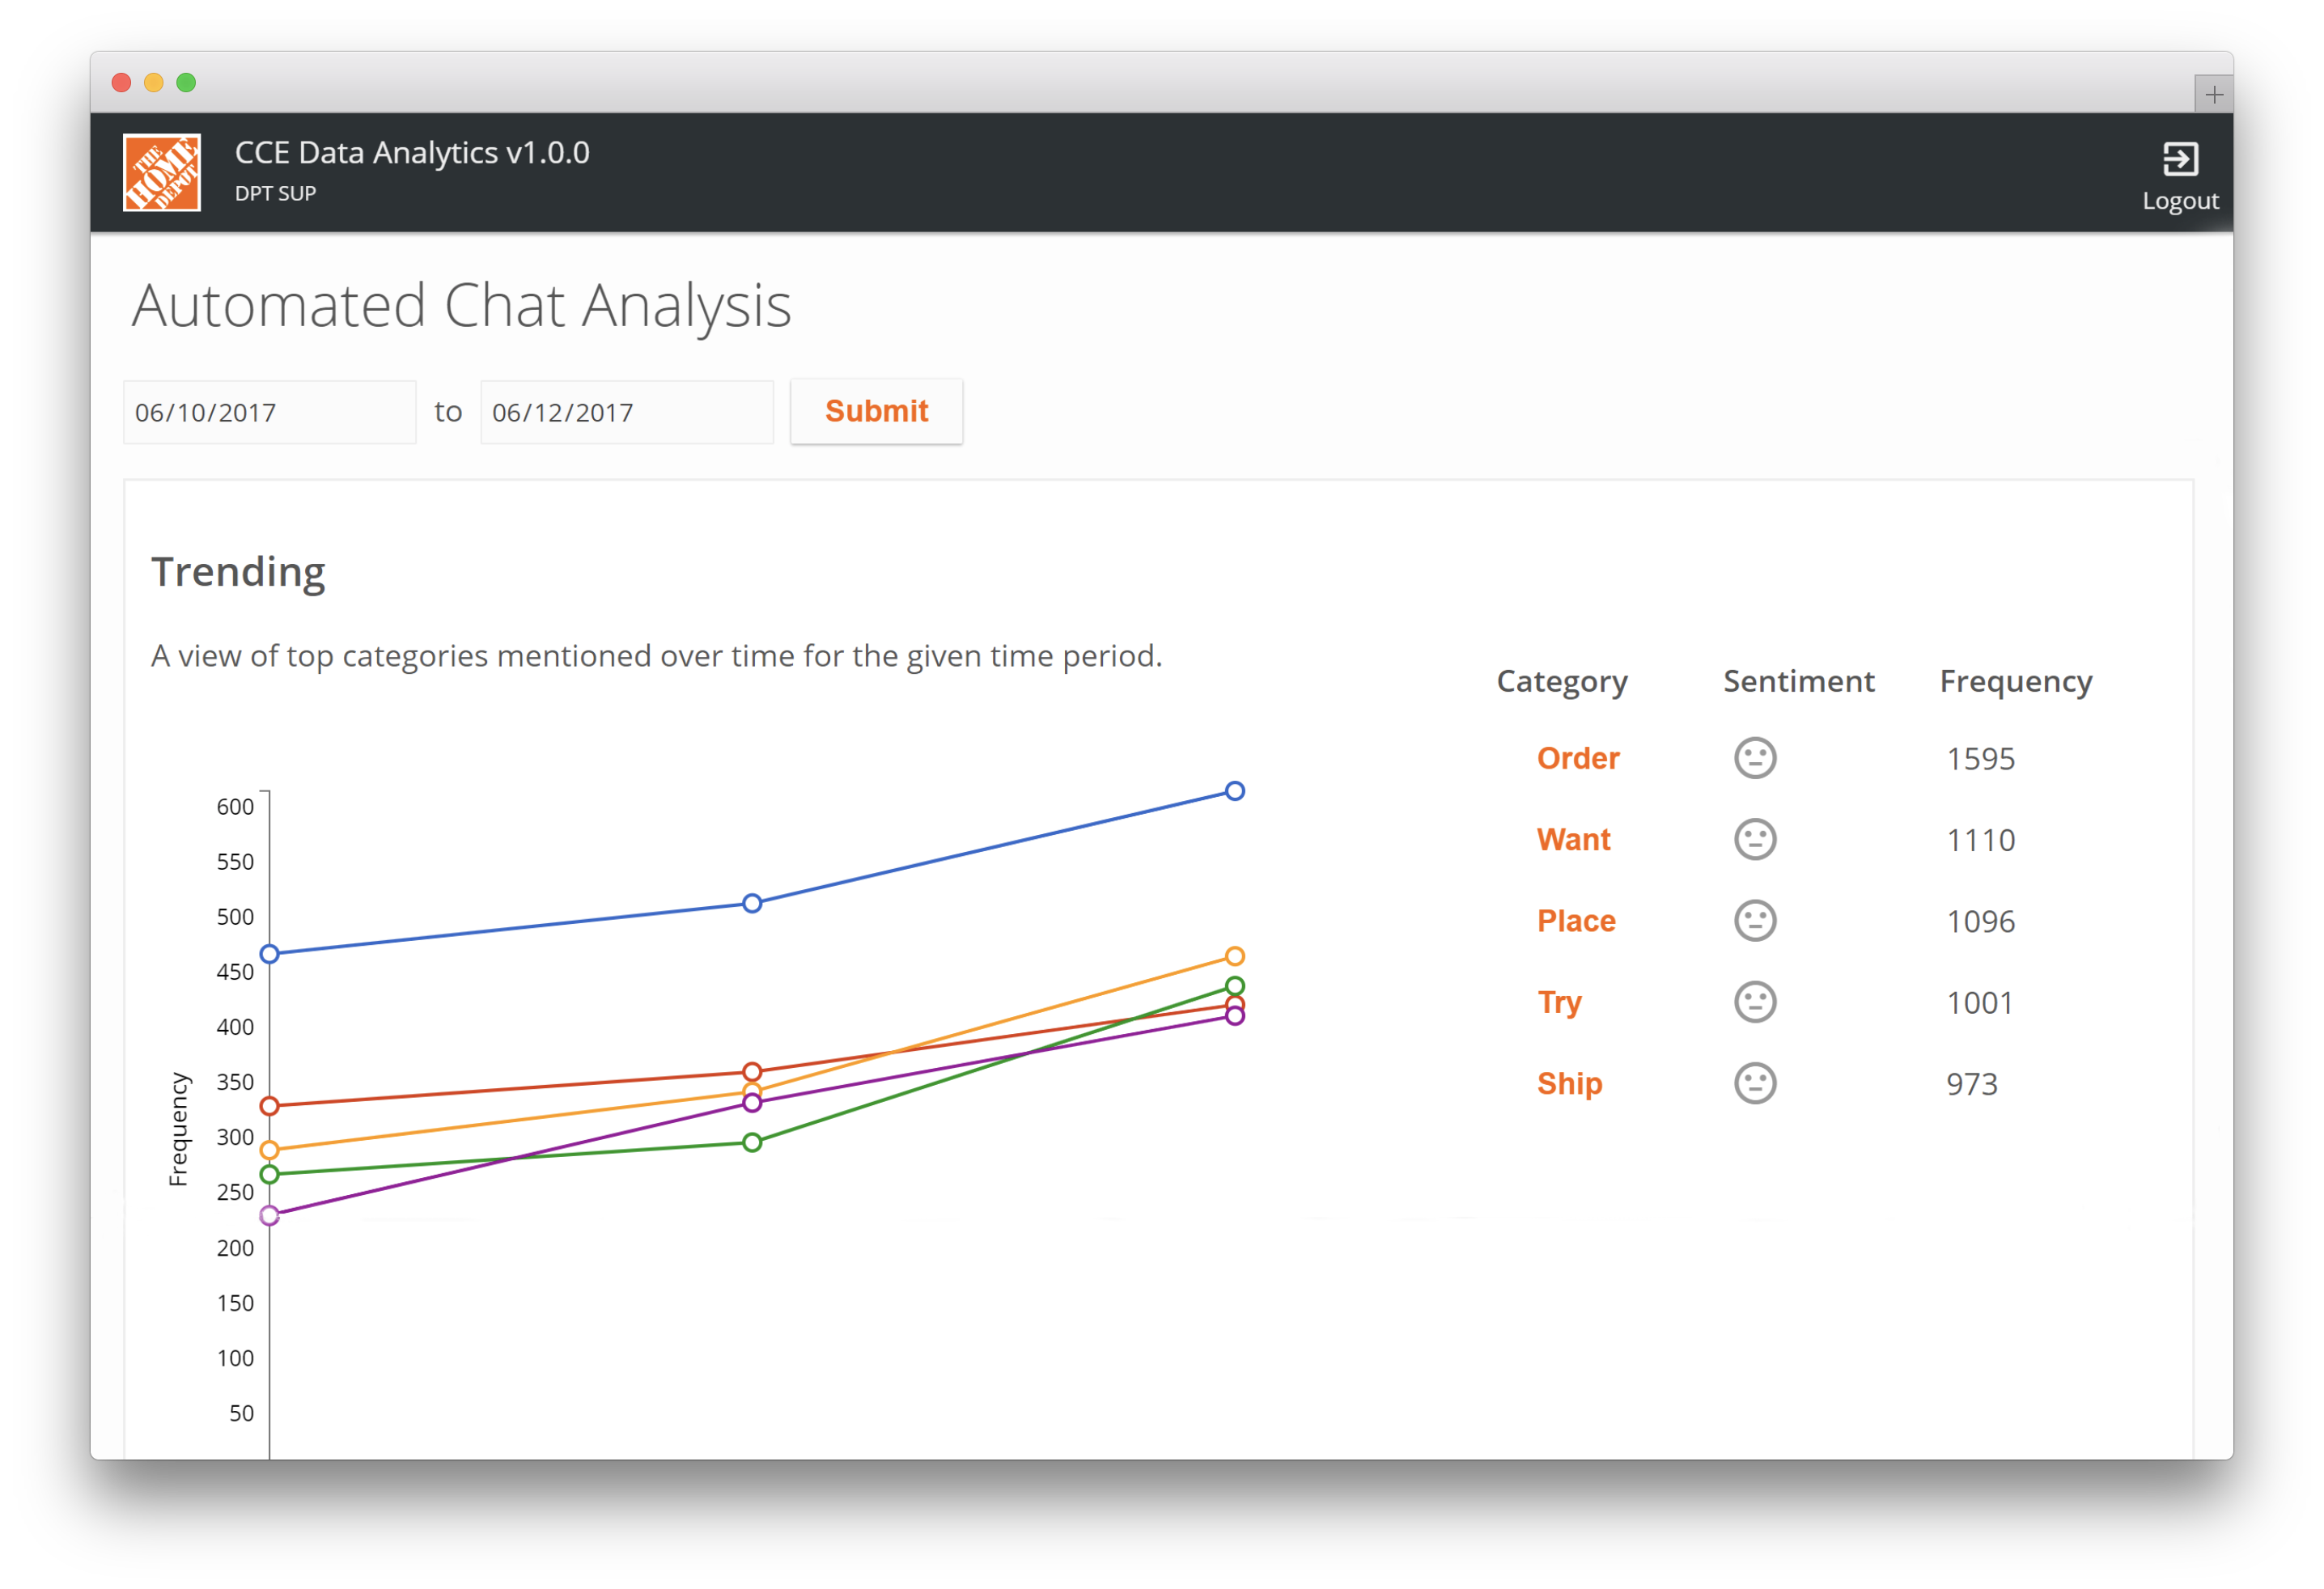 THE
HOME
DEPOT
CCE Data Analytics v1.0.0
DPT SUP
Logout
Automated Chat Analysis
06/10/2017 to 06/12/2017 Submit
Trending
A view of top categories mentioned over time for the given time period.
Category Sentiment Frequency
Order 1595
Want 1110
Place 1096
Try 1001
Ship 973
Frequency
600
550
500
450
400
350
300
250
200
150
100
50